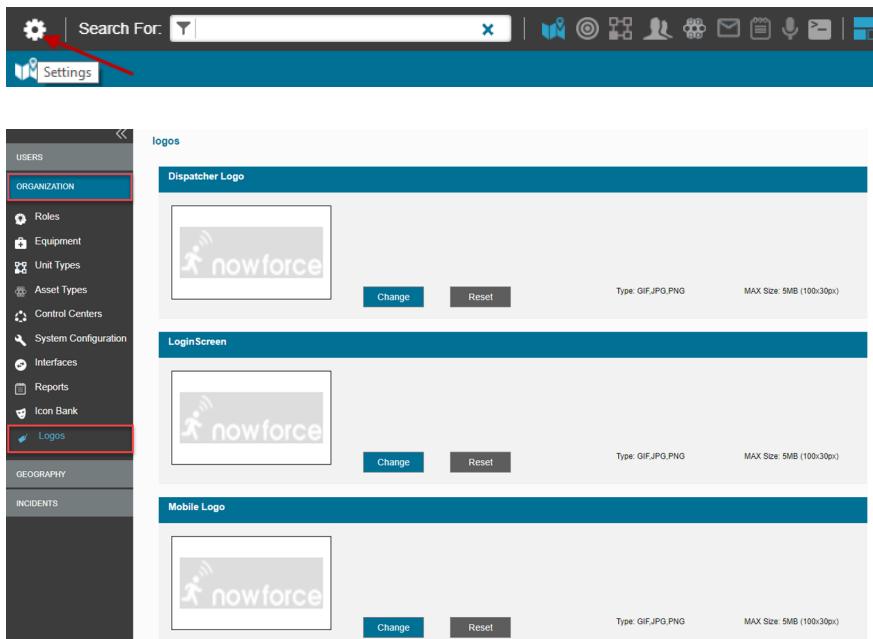 Search For:
Settings
logos
USERS
ORGANIZATION
Roles
Equipment
Unit Types
Asset Types
Control Centers
System Configuration
Interfaces
Reports
Icon Bank
Logos
GEOGRAPHY
INCIDENTS
Dispatcher Logo
nowforce
Change Reset Type: GIF,JPG,PNG MAX Size: 5MB (100x30px)
LoginScreen
nowforce
Change Reset Type: GIF,JPG,PNG MAX Size: 5MB (100x30px)
Mobile Logo
nowforce
Change Reset Type: GIF,JPG,PNG MAX Size: 5MB (100x30px)